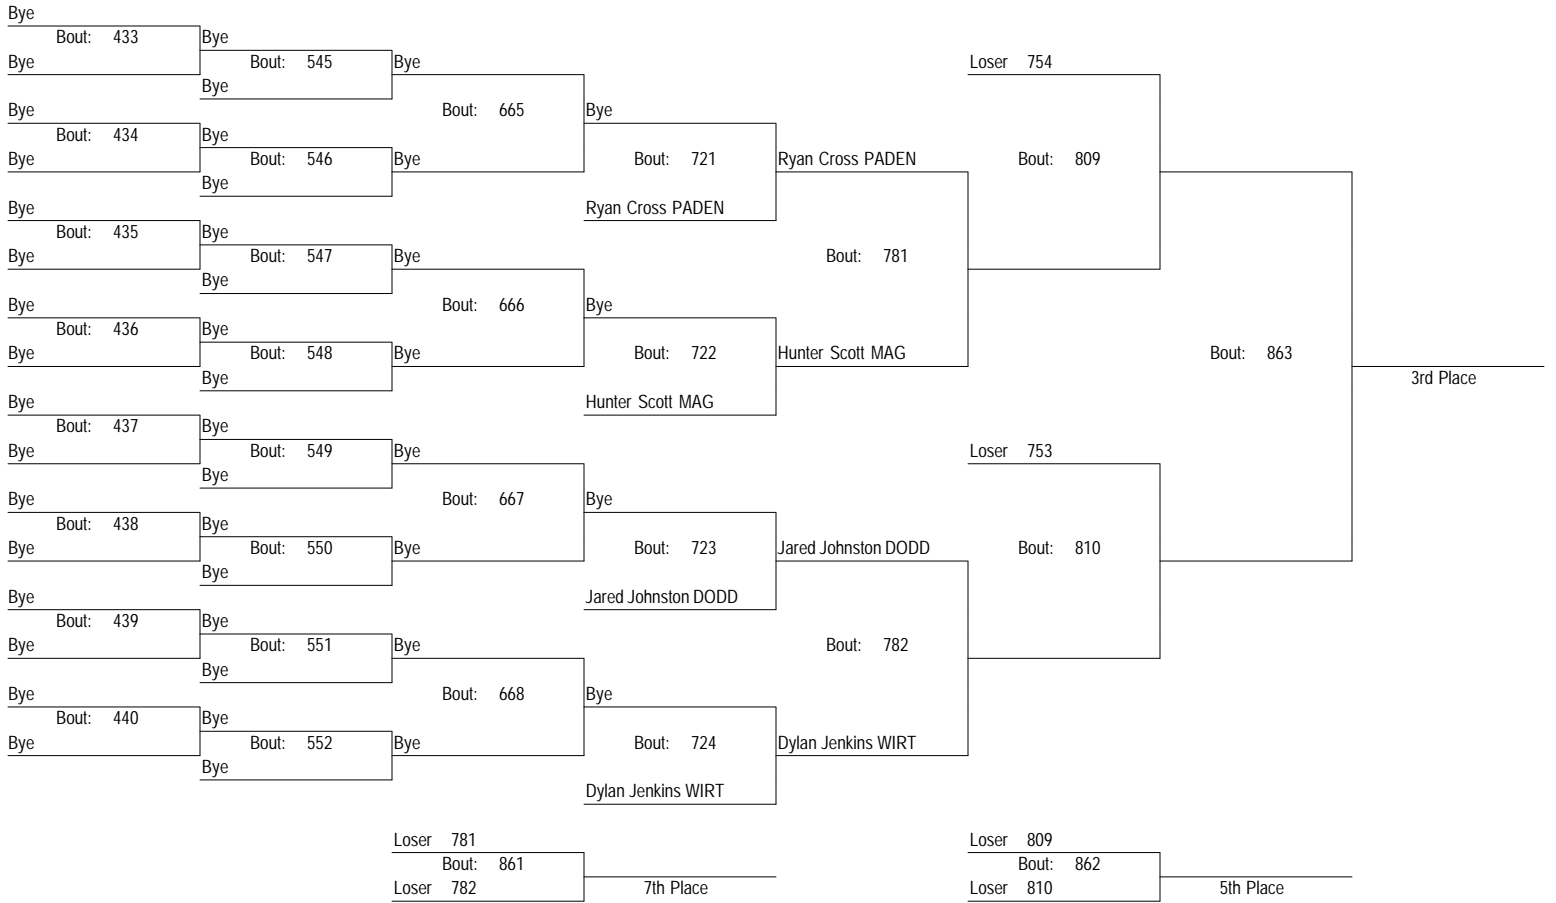 Bye
Bout: 433 Bye
Bye Bout: 545 Bye Loser 754
Bye
Bye Bout: 665 Bye
Bout: 434 Bye
Bye Bout: 546 Bye Bout: 721 Ryan Cross PADEN Bout: 809
Bye
Bye Ryan Cross PADEN
Bout: 435 Bye
Bye Bout: 547 Bye Bout: 781
Bye
Bye Bout: 666 Bye
Bout: 436 Bye
Bye Bout: 548 Bye Bout: 722 Hunter Scott MAG Bout: 863
Bye 3rd Place
Bye Hunter Scott MAG
Bout: 437 Bye
Bye Bout: 549 Bye Loser 753
Bye
Bye Bout: 667 Bye
Bout: 438 Bye
Bye Bout: 550 Bye Bout: 723 Jared Johnston DODD Bout: 810
Bye
Bye Jared Johnston DODD
Bout: 439 Bye
Bye Bout: 551 Bye Bout: 782
Bye
Bye Bout: 668 Bye
Bout: 440 Bye
Bye Bout: 552 Bye Bout: 724 Dylan Jenkins WIRT
Bye
Dylan Jenkins WIRT
Loser 781 Loser 809
Bout: 861 Bout: 862
Loser 782 7th Place Loser 810 5th Place